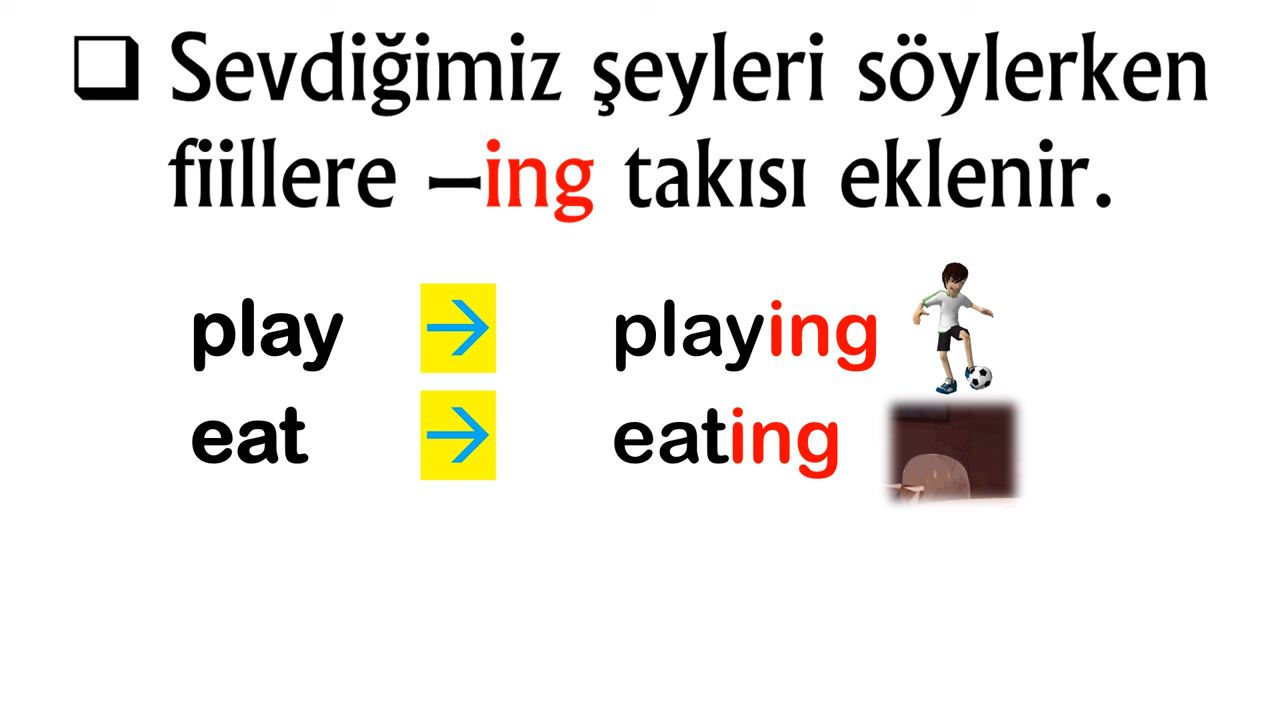 ❑ Sevdiğimiz şeyleri söylerken
fiillere –ing takısı eklenir.
play → playing
eat → eating